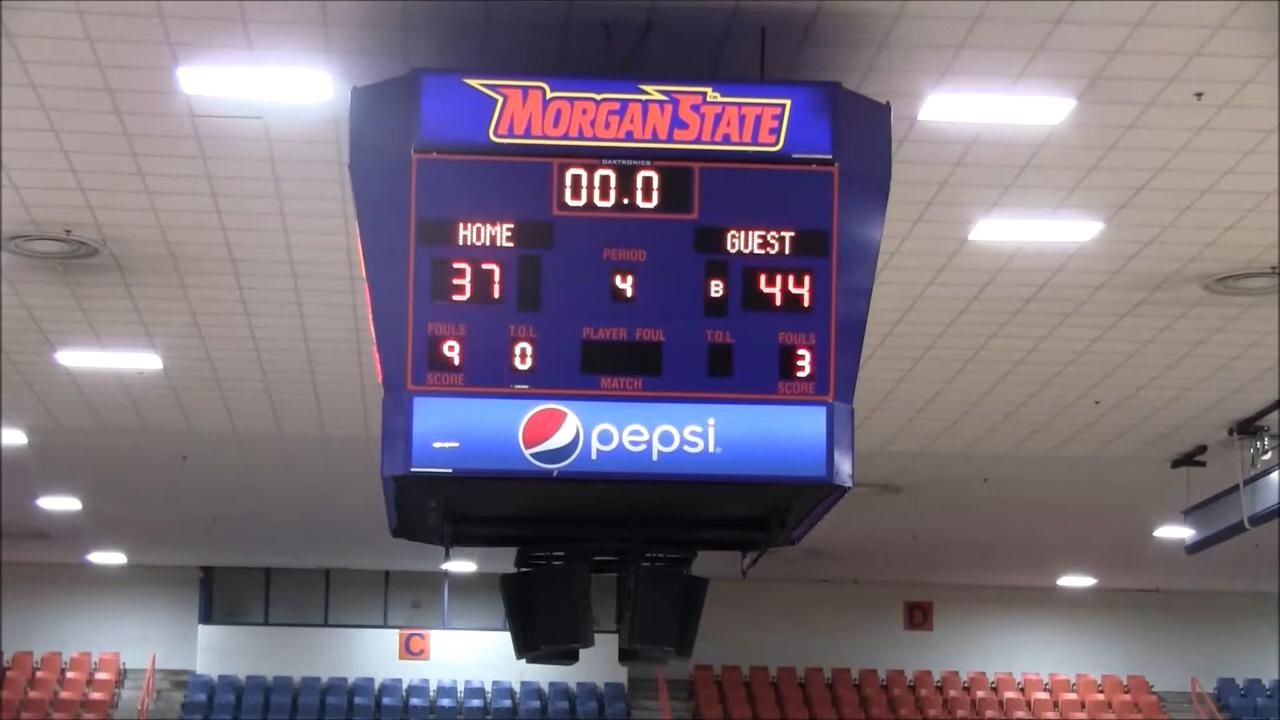 MORGAN STATE
DAKTRONICS
00.0
HOME
GUEST
PERIOD
37
4
B
44
FOULS
T.O.L
PLAYER FOUL
T.O.L
FOULS
9
0
3
SCORE
MATCH
SCORE
pepsi
C
D